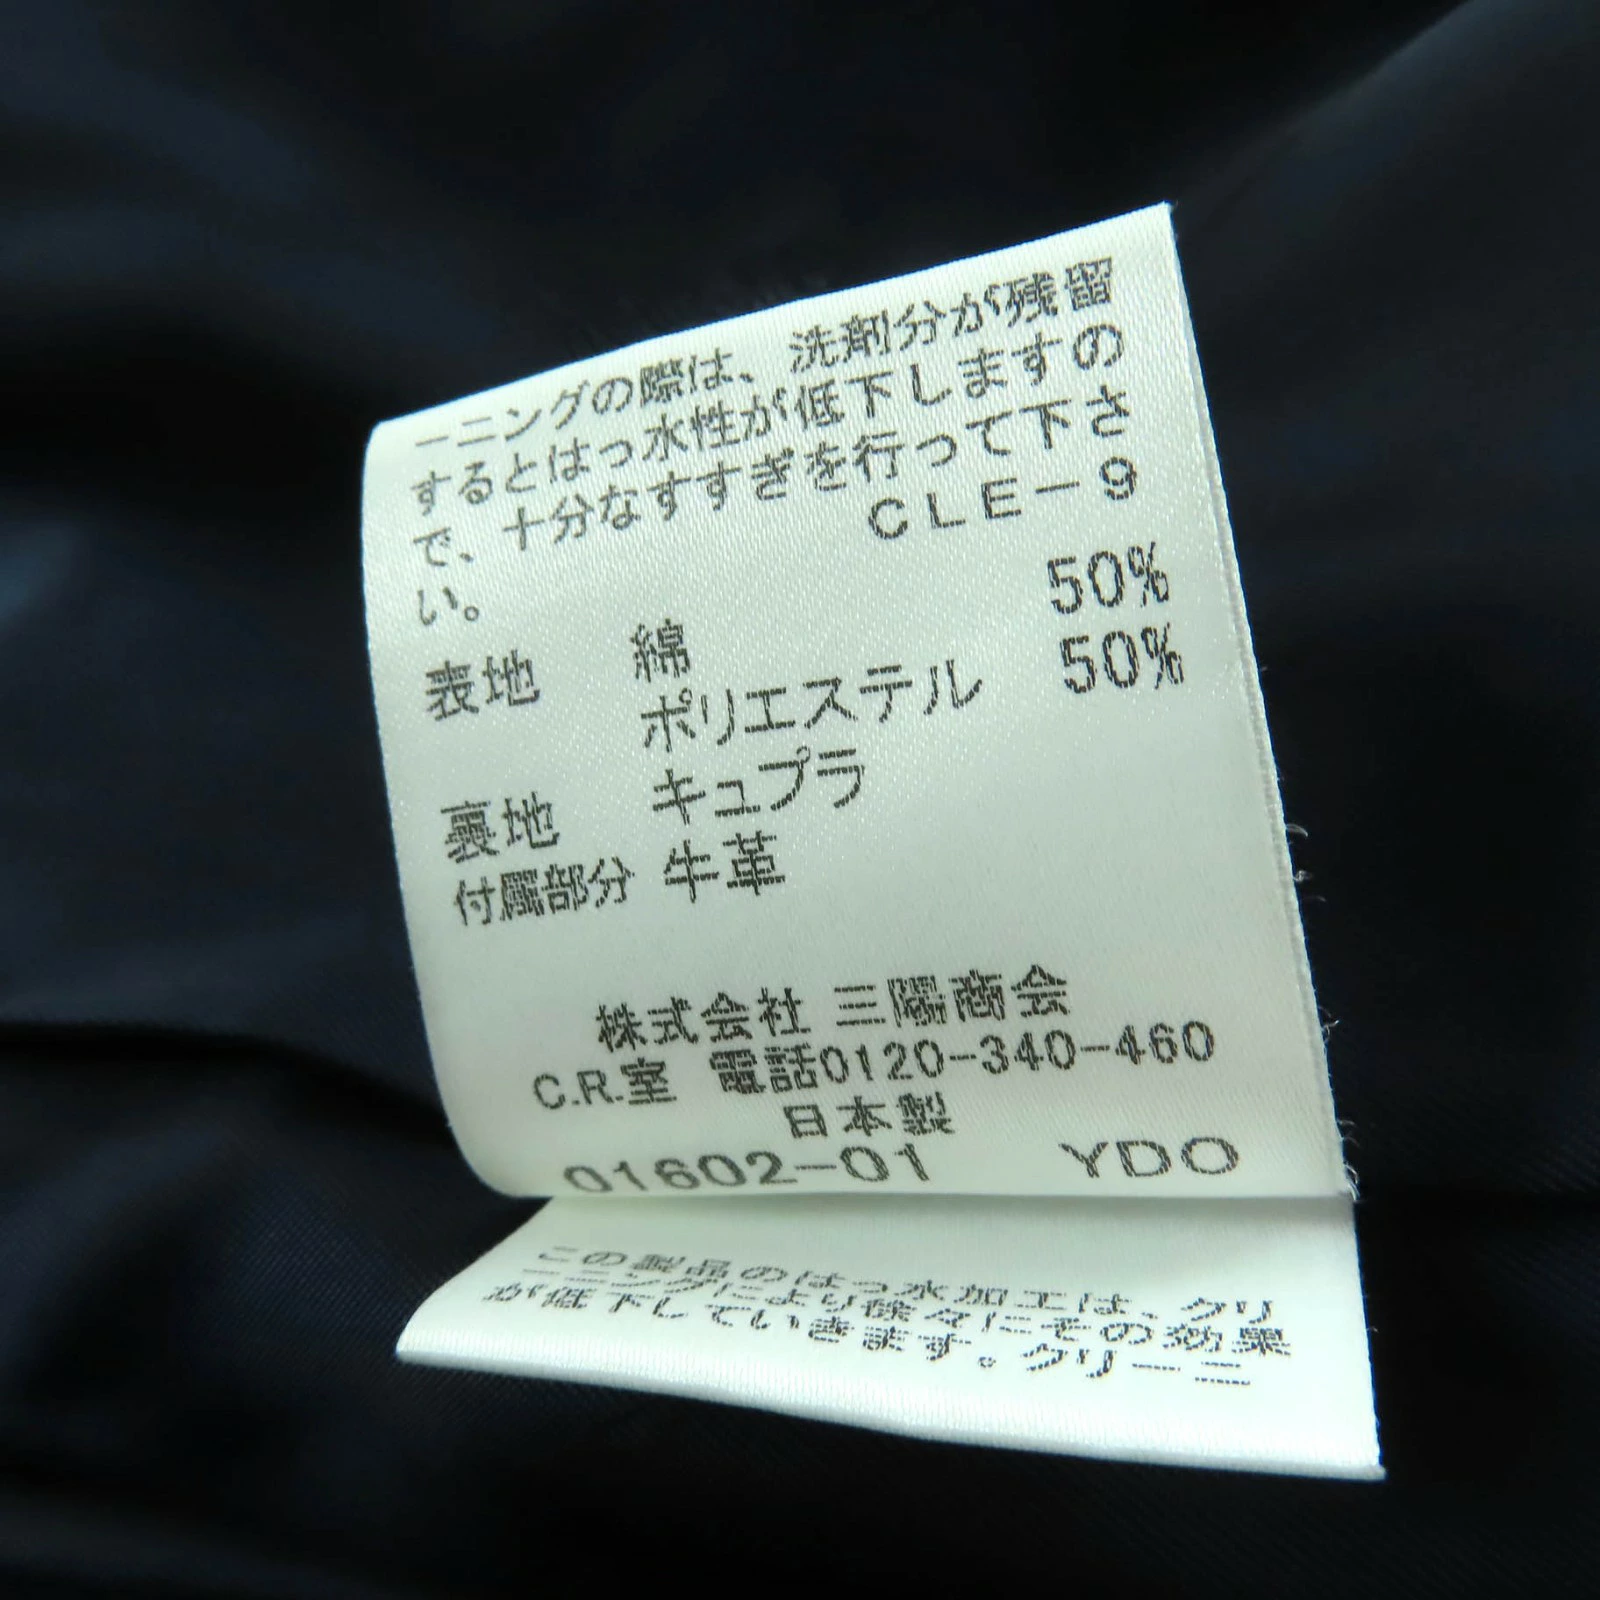 ーニングの際は、洗剤分が残留
するとはっ水性が低下しますの
で、十分なすすぎを行って下さ
い。
CLE-9
表地 綿 50%
ポリエステル 50%
裏地 キュプラ
付属部分 牛革
株式会社 三陽商会
C.R.室 電話0120-340-460
日本製
01602-01 YDO
この製品のはっ水加工は、クリ
ーニングにより徐々にその効果
が低下していきます。クリーニ